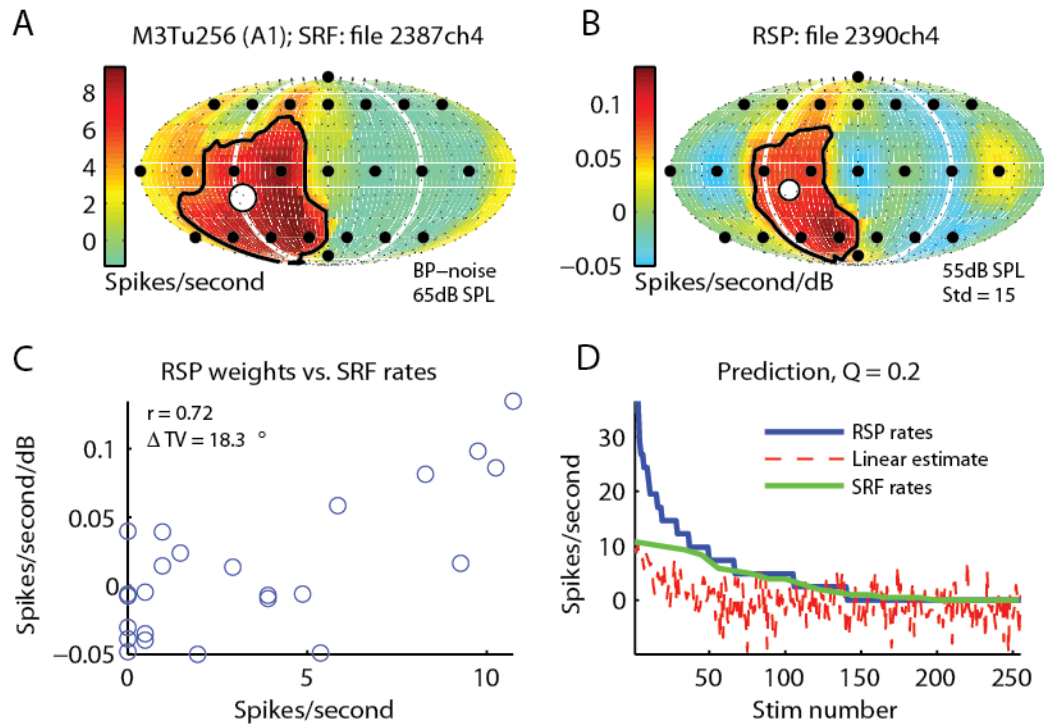 A
M3Tu256 (A1); SRF: file 2387ch4
8
6
4
2
0
Spikes/second
BP−noise
65dB SPL
B
RSP: file 2390ch4
0.1
0.05
0
−0.05
Spikes/second/dB
55dB SPL
Std = 15
C
RSP weights vs. SRF rates
r = 0.72
Δ TV = 18.3 °
0.1
0.05
0
−0.05
Spikes/second/dB
0
5
10
Spikes/second
D
Prediction, Q = 0.2
RSP rates
Linear estimate
SRF rates
30
20
10
0
Spikes/second
50
100
150
200
250
Stim number